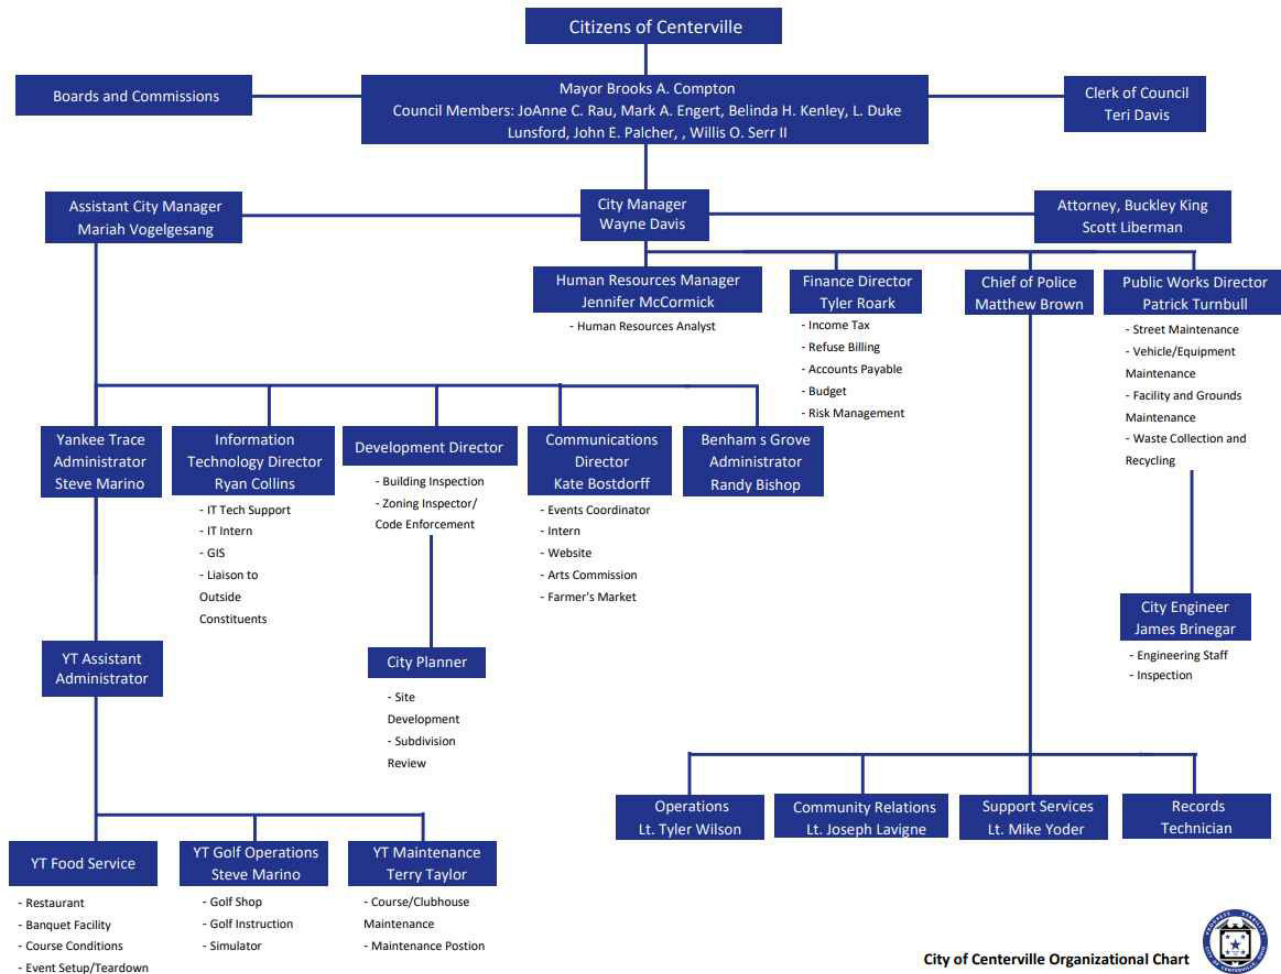 Citizens of Centerville
Boards and Commissions
Mayor Brooks A. Compton
Council Members: JoAnne C. Rau, Mark A. Engert, Belinda H. Kenley, L. Duke
Lunsford, John E. Palcher, , Willis O. Serr II
Clerk of Council
Teri Davis
Assistant City Manager
Mariah Vogelgesang
City Manager
Wayne Davis
Attorney, Buckley King
Scott Liberman
Human Resources Manager
Jennifer McCormick
- Human Resources Analyst
Finance Director
Tyler Roark
- Income Tax
- Refuse Billing
- Accounts Payable
- Budget
- Risk Management
Chief of Police
Matthew Brown
Public Works Director
Patrick Turnbull
- Street Maintenance
- Vehicle/Equipment
Maintenance
- Facility and Grounds
Maintenance
- Waste Collection and
Recycling
Yankee Trace
Administrator
Steve Marino
Information
Technology Director
Ryan Collins
- IT Tech Support
- IT Intern
- GIS
- Liaison to
Outside
Constituents
Development Director
- Building Inspection
- Zoning Inspector/
Code Enforcement
Communications
Director
Kate Bostdorff
- Events Coordinator
- Intern
- Website
- Arts Commission
- Farmer's Market
Benham s Grove
Administrator
Randy Bishop
City Engineer
James Brinegar
- Engineering Staff
- Inspection
YT Assistant
Administrator
City Planner
- Site
Development
- Subdivision
Review
Operations
Lt. Tyler Wilson
Community Relations
Lt. Joseph Lavigne
Support Services
Lt. Mike Yoder
Records
Technician
YT Food Service
- Restaurant
- Banquet Facility
- Course Conditions
- Event Setup/Teardown
YT Golf Operations
Steve Marino
- Golf Shop
- Golf Instruction
- Simulator
YT Maintenance
Terry Taylor
- Course/Clubhouse
Maintenance
- Maintenance Postion
City of Centerville Organizational Chart